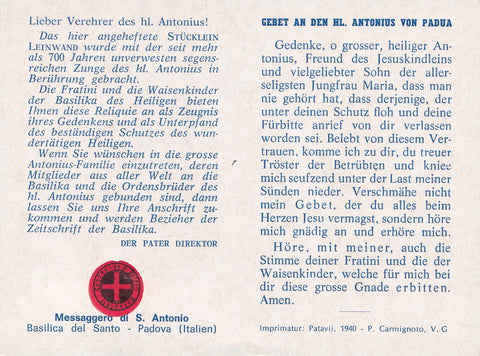 Lieber Verehrer des hl. Antonius!
Das hier angeheftete STÜCKLEIN
LEINWAND wurde mit der seit mehr
als 700 Jahren unverwesten segens-
reichen Zunge des hl. Antonius in
Berührung gebracht.
Die Fratini und die Waisenkinder
der Basilika des Heiligen bieten
Ihnen diese Reliquie an als Zeugnis
ihres Gedenkens und als Unterpfand
des beständigen Schutzes des wun-
dertätigen Heiligen.
Wenn Sie wünschen in die grosse
Antonius-Familie einzutreten, deren
Mitglieder aus aller Welt an die
Basilika und die Ordensbrüder des
hl. Antonius gebunden sind, dann
lassen Sie uns Ihre Anschrift zu-
kommen und werden Bezieher der
Zeitschrift der Basilika.
DER PATER DIREKTOR
Messaggero di S. Antonio
Basilica del Santo - Padova (Italien)
GEBET AN DEN HL. ANTONIUS VON PADUA
Gedenke, o grosser, heiliger An-
tonius, Freund des Jesuskindleins
und vielgeliebter Sohn der aller-
seligsten Jungfrau Maria, dass man
nie gehört hat, dass derjenige, der
unter deinen Schutz floh und deine
Fürbitte anrief von dir verlassen
worden sei. Belebt von diesem Ver-
trauen, komme ich zu dir, du treuer
Tröster der Betrübten und kniee
mich seufzend unter der Last meiner
Sünden nieder. Verschmähe nicht
mein Gebet, der du alles beim
Herzen Jesu vermagst, sondern höre
mich gnädig an und erhöre mich.
Höre, mit meiner, auch die
Stimme deiner Fratini und die der
Waisenkinder, welche für mich bei
dir diese grosse Gnade erbitten.
Amen.
Imprimatur: Patavii, 1940 - P. Carmignoto, V. G